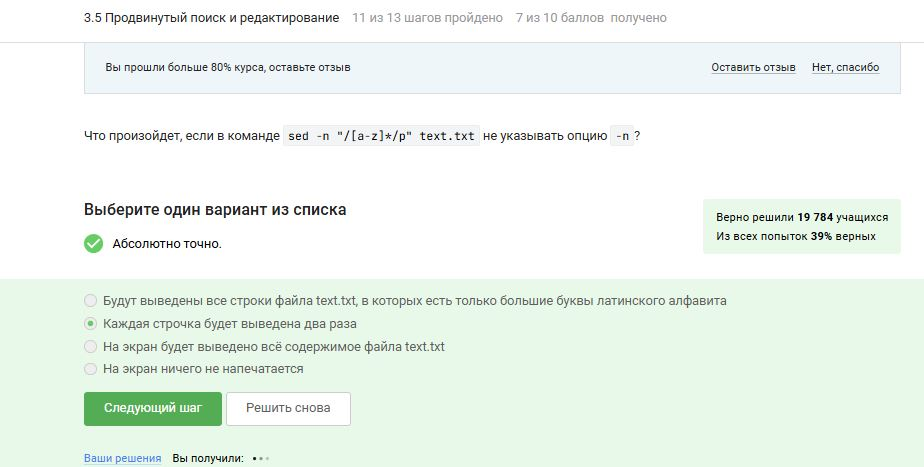 3.5 Продвинутый поиск и редактирование 11 из 13 шагов пройдено 7 из 10 баллов получено
Вы прошли больше 80% курса, оставьте отзыв Оставить отзыв Нет, спасибо
Что произойдет, если в команде sed -n "/[a-z]*/p" text.txt не указывать опцию -n ?
Выберите один вариант из списка
Верно решили 19 784 учащихся
Из всех попыток 39% верных
Абсолютно точно.
Будут выведены все строки файла text.txt, в которых есть только большие буквы латинского алфавита
Каждая строчка будет выведена два раза
На экран будет выведено всё содержимое файла text.txt
На экран ничего не напечатается
Следующий шаг Решить снова
Ваши решения Вы получили: